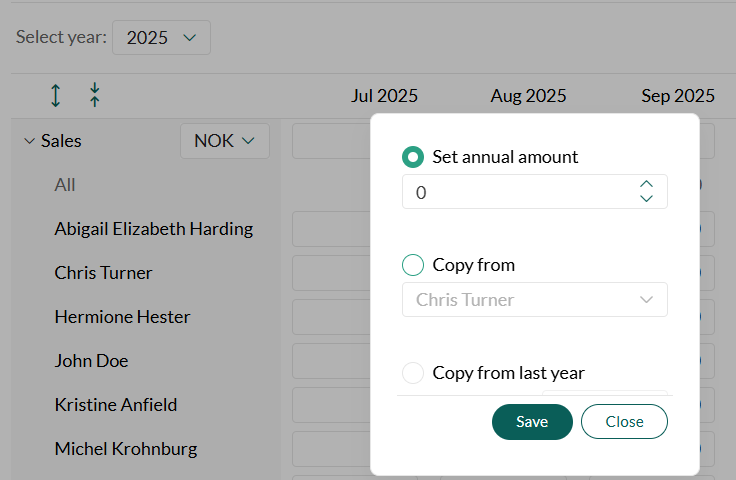 Select year: 2025
Jul 2025 Aug 2025 Sep 2025
Sales NOK
All
Abigail Elizabeth Harding
Chris Turner
Hermione Hester
John Doe
Kristine Anfield
Michel Krohnburg
Set annual amount
0
Copy from
Chris Turner
Copy from last year
Save Close